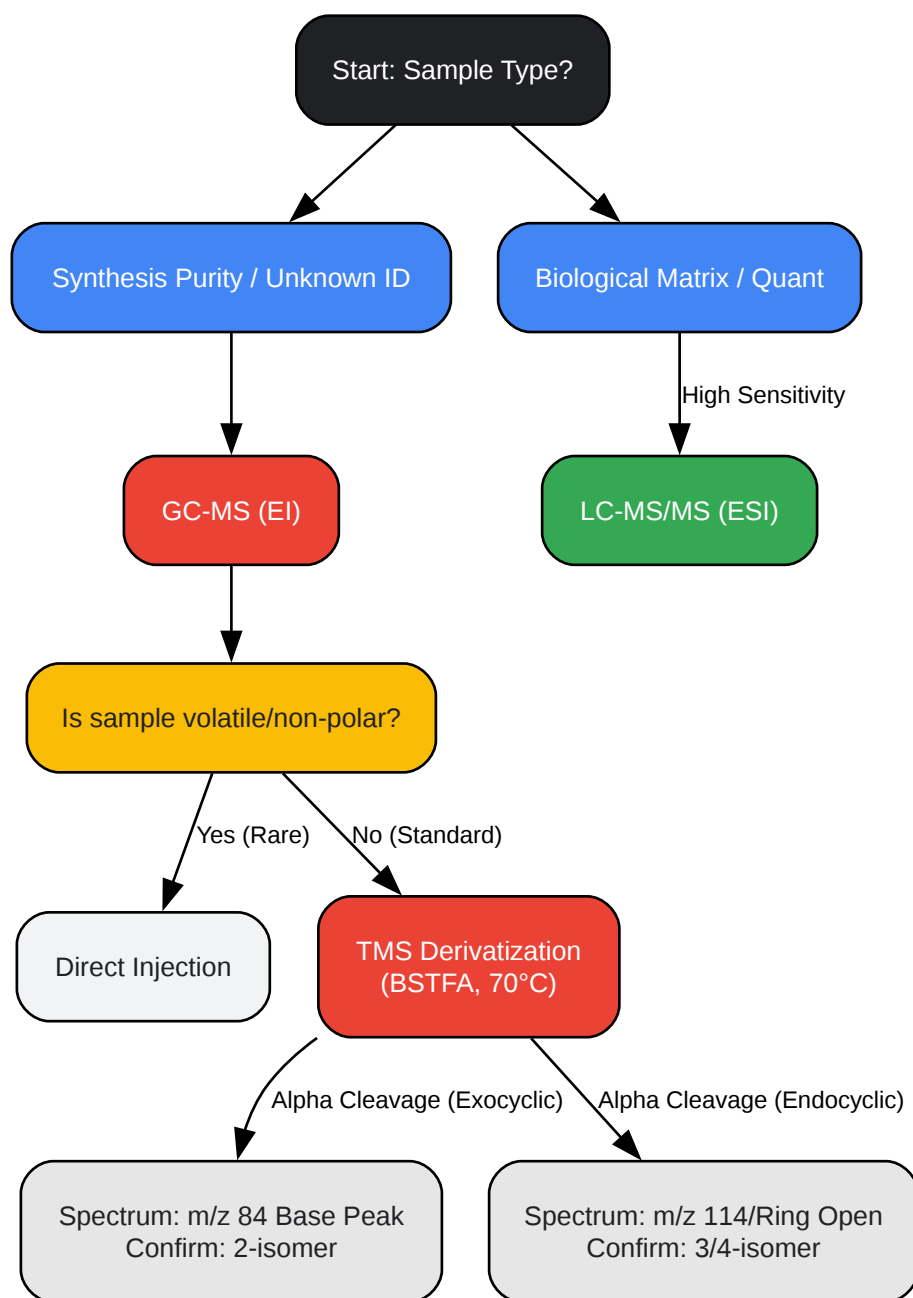 Start: Sample Type?
Synthesis Purity / Unknown ID
Biological Matrix / Quant
High Sensitivity
GC-MS (EI)
LC-MS/MS (ESI)
Is sample volatile/non-polar?
Yes (Rare)
No (Standard)
Direct Injection
TMS Derivatization
(BSTFA, 70°C)
Alpha Cleavage (Exocyclic)
Alpha Cleavage (Endocyclic)
Spectrum: m/z 84 Base Peak
Confirm: 2-isomer
Spectrum: m/z 114/Ring Open
Confirm: 3/4-isomer